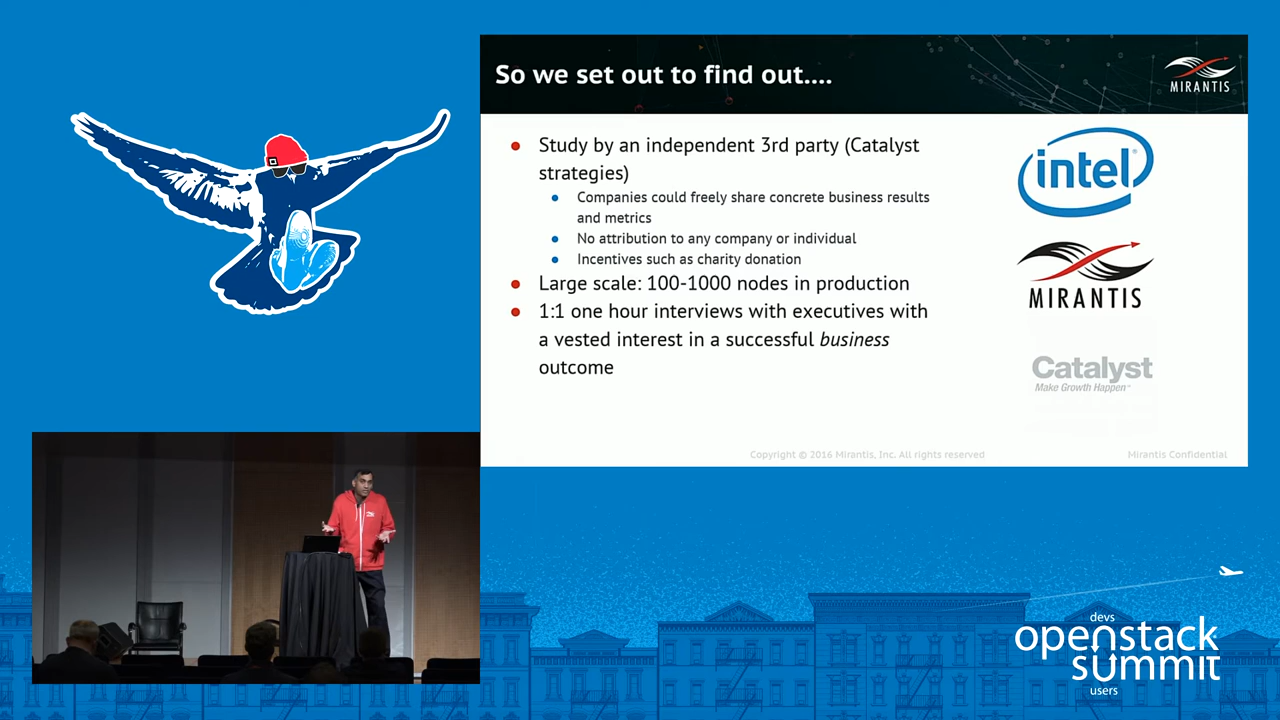 So we set out to find out....
MIRANTIS
Study by an independent 3rd party (Catalyst
strategies)
Companies could freely share concrete business results
and metrics
No attribution to any company or individual
Incentives such as charity donation
Large scale: 100-1000 nodes in production
1:1 one hour interviews with executives with
a vested interest in a successful business
outcome
intel
MIRANTIS
Catalyst
Make Growth Happen™
Copyright © 2016 Mirantis, Inc. All rights reserved
Mirantis Confidential
devs
openstack
summit
users